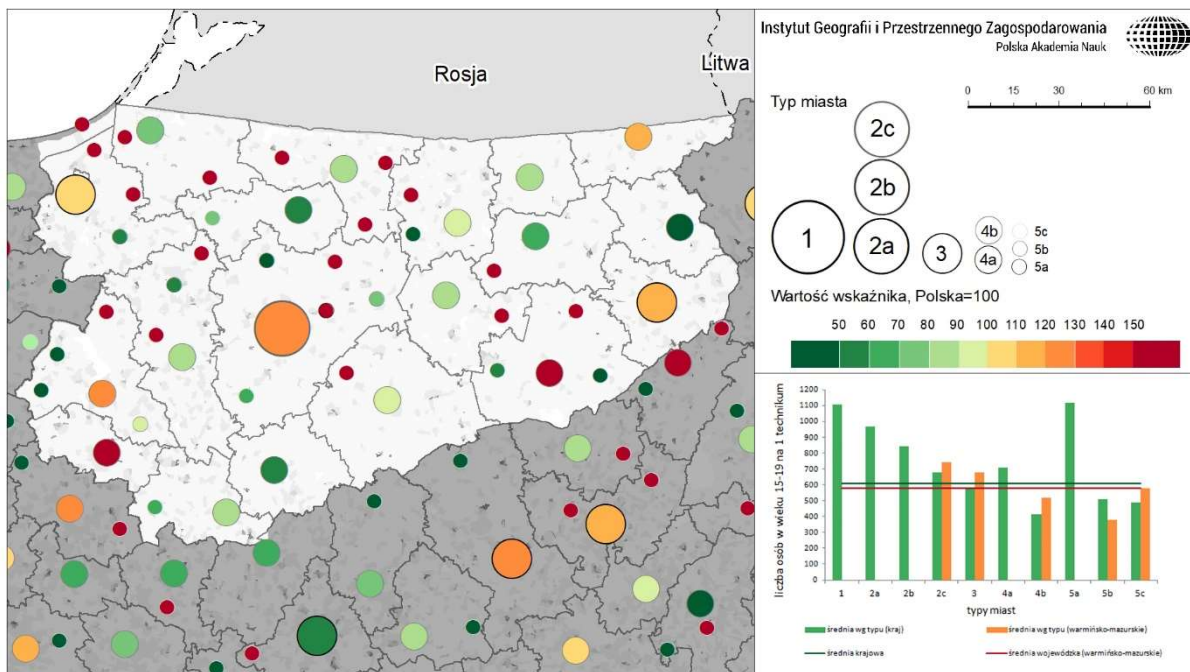 Rosja
Litwa
Instytut Geografii i Przestrzennego Zagospodarowania
Polska Akademia Nauk
0 15 30 60 km
Typ miasta
2c
2b
1
2a
3
4b
4a
5c
5b
5a
Wartość wskaźnika, Polska=100
50 60 70 80 90 100 110 120 130 140 150
liczba osób w wieku 15-19 na 1 technikum
1200
1100
1000
900
800
700
600
500
400
300
200
100
0
1 2a 2b 2c 3 4a 4b 5a 5b 5c
typy miast
średnia wg typu (kraj)
średnia wg typu (warmińsko-mazurskie)
średnia krajowa
średnia wojewódzka (warmińsko-mazurskie)